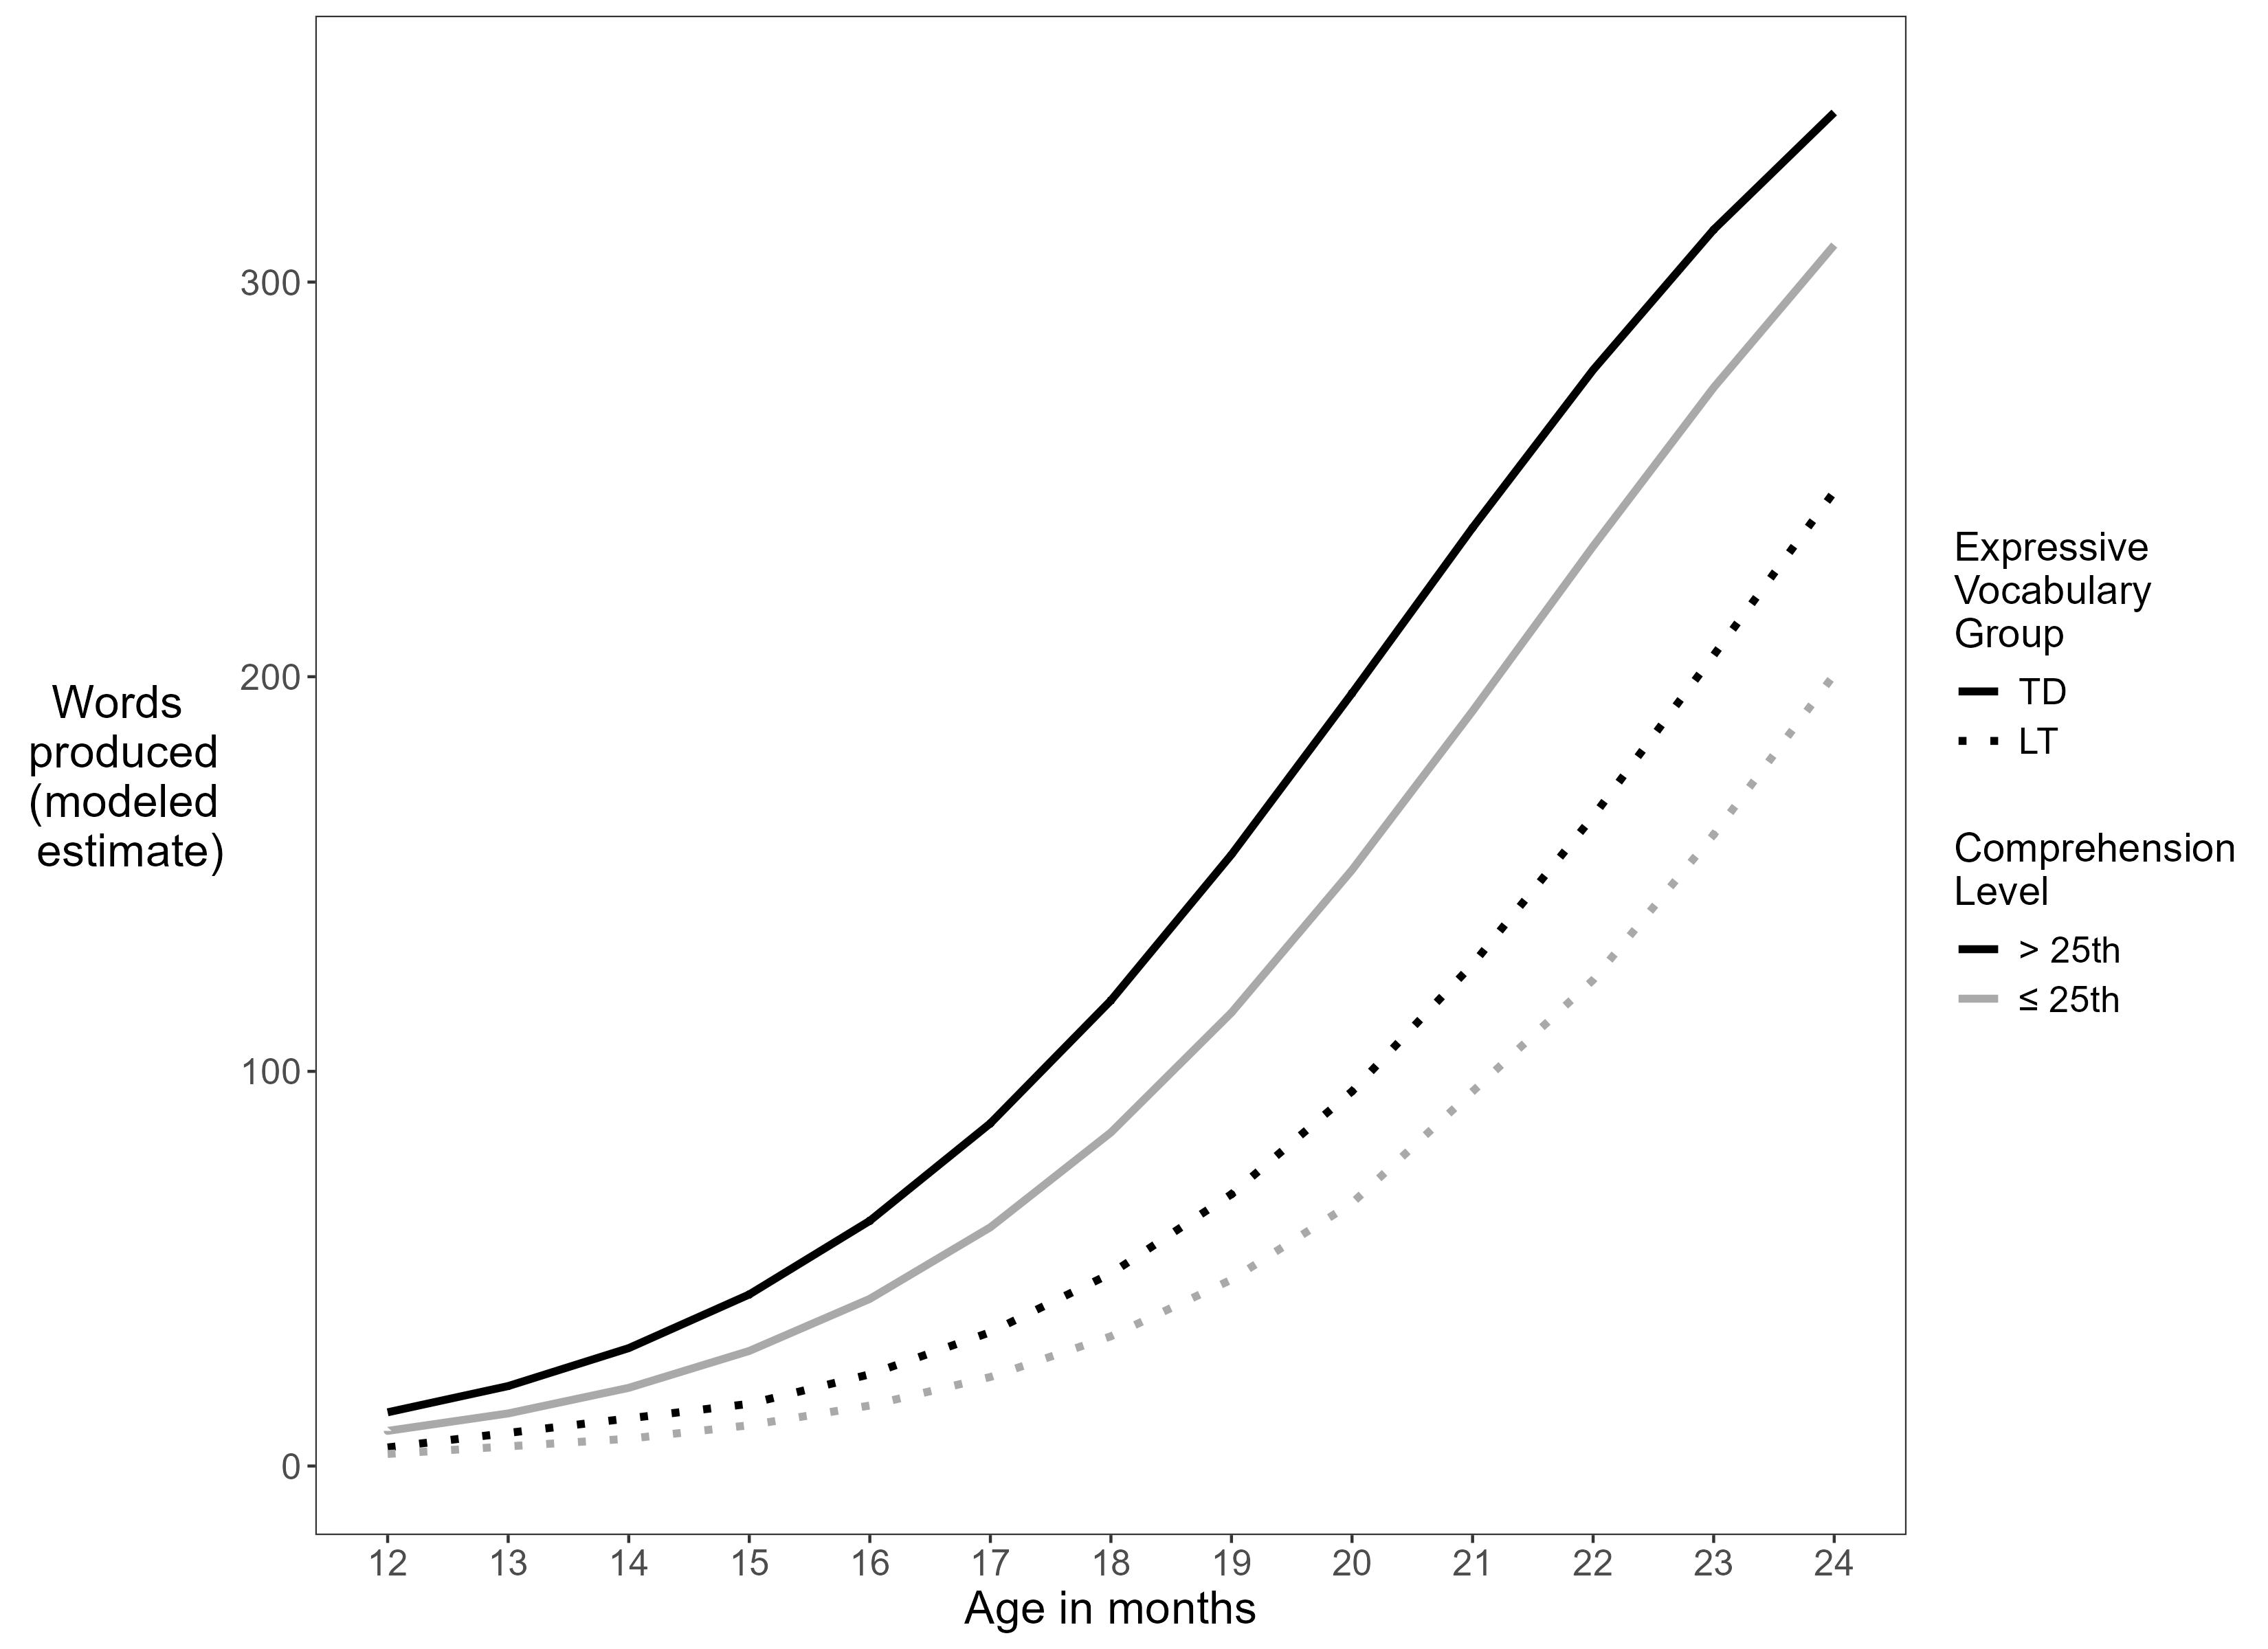 300
200
100
0
Words
produced
(modeled
estimate)
12 13 14 15 16 17 18 19 20 21 22 23 24
Age in months
Expressive
Vocabulary
Group
TD
LT
Comprehension
Level
> 25th
≤ 25th